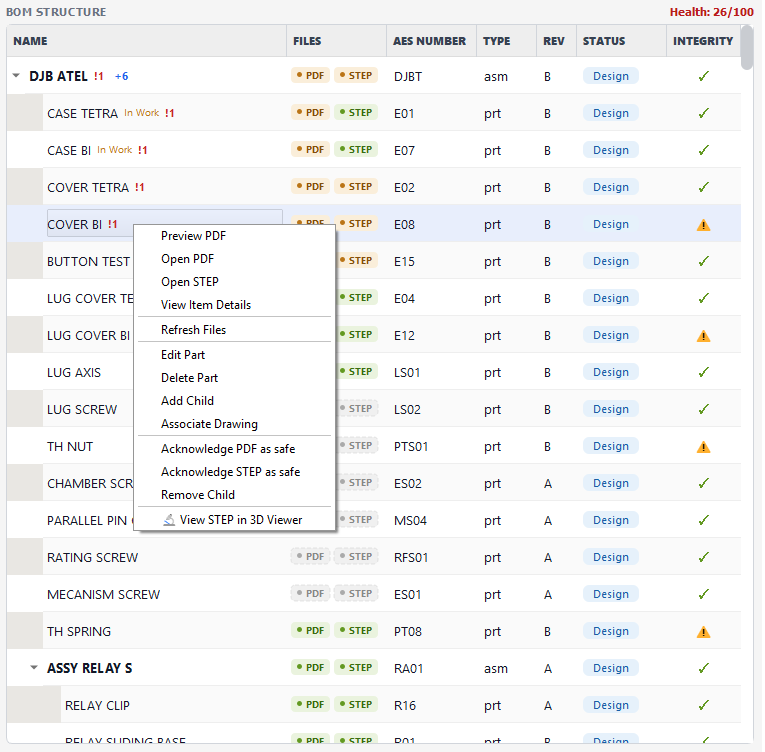 BOM STRUCTURE Health: 26/100
NAME FILES AES NUMBER TYPE REV STATUS INTEGRITY
DJB ATEL !1 +6 PDF STEP DJBT asm B Design
CASE TETRA In Work !1 PDF STEP E01 prt B Design
CASE BI In Work !1 PDF STEP E07 prt B Design
COVER TETRA !1 PDF STEP E02 prt B Design
COVER BI !1 PDF STEP E08 prt B Design
Preview PDF
BUTTON TEST STEP E15 prt B Design
Open PDF
Open STEP
LUG COVER TE STEP E04 prt B Design
View Item Details
Refresh Files
LUG COVER BI STEP E12 prt B Design
Edit Part
LUG AXIS STEP LS01 prt B Design
Delete Part
Add Child
LUG SCREW STEP LS02 prt B Design
Associate Drawing
TH NUT STEP PTS01 prt B Design
Acknowledge PDF as safe
Acknowledge STEP as safe
CHAMBER SCR STEP ES02 prt A Design
Remove Child
PARALLEL PIN STEP MS04 prt A Design
View STEP in 3D Viewer
RATING SCREW PDF STEP RFS01 prt A Design
MECANISM SCREW PDF STEP ES01 prt A Design
TH SPRING PDF STEP PT08 prt B Design
ASSY RELAY S PDF STEP RA01 asm A Design
RELAY CLIP PDF STEP R16 prt A Design
RELAY SLIDING BASE PDF STEP R01 prt A Design